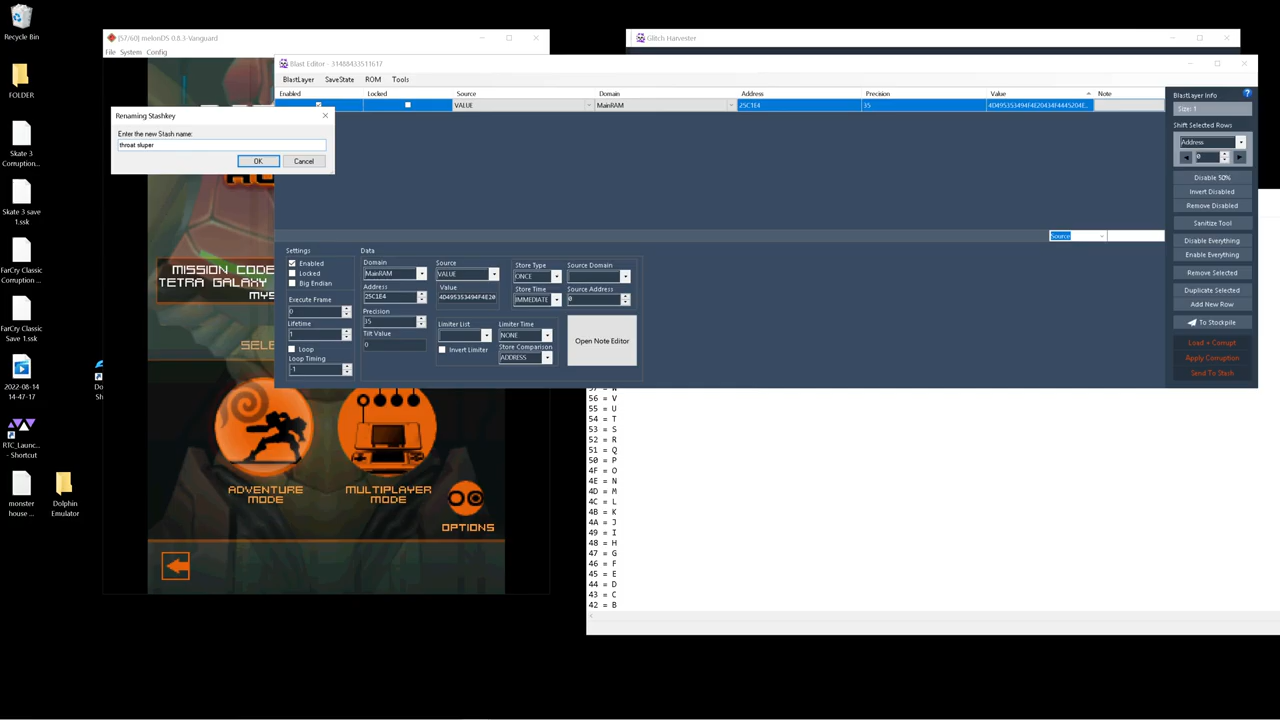 Recycle Bin
FOLDER
Skate 3
Corruption...
Skate 3 save
1.ssk
FarCry Classic
Corruption ...
FarCry Classic
Save 1.ssk
2022-08-14
14-47-17
RTC_Launc...
- Shortcut
monster
house ...
Dolphin
Emulator
[57/60] melonDS 0.8.3-Vanguard
File System Config
Glitch Harvester
Blast Editor - 31488433511617
BlastLayer SaveState ROM Tools
Enabled Locked Source Domain Address Precision Value Note
VALUE MainRAM 25C1E4 35 4D495353494F4E20434F4445204E...
Renaming Stashkey
Enter the new Stash name:
throat sluper
OK Cancel
MISSION CODE
TETRA GALAXY
MYS
SELE
ADVENTURE
MODE
MULTIPLAYER
MODE
OPTIONS
Source
Settings
Enabled
Locked
Big Endian
Execute Frame
0
Lifetime
1
Loop
Loop Timing
-1
Data
Domain
MainRAM
Address
25C1E4
Precision
35
Tilt Value
0
Source
VALUE
Value
4D495353494F4E20
Limiter List
Invert Limiter
Store Type
ONCE
Store Time
IMMEDIATE
Limiter Time
NONE
Store Comparison
ADDRESS
Source Domain
Source Address
0
Open Note Editor
BlastLayer Info
?
Size: 1
Shift Selected Rows
Address
0
Disable 50%
Invert Disabled
Remove Disabled
Sanitize Tool
Disable Everything
Enable Everything
Remove Selected
Duplicate Selected
Add New Row
To Stockpile
Load + Corrupt
Apply Corruption
Send To Stash
56 = V
55 = U
54 = T
53 = S
52 = R
51 = Q
50 = P
4F = O
4E = N
4D = M
4C = L
4B = K
4A = J
49 = I
48 = H
47 = G
46 = F
45 = E
44 = D
43 = C
42 = B